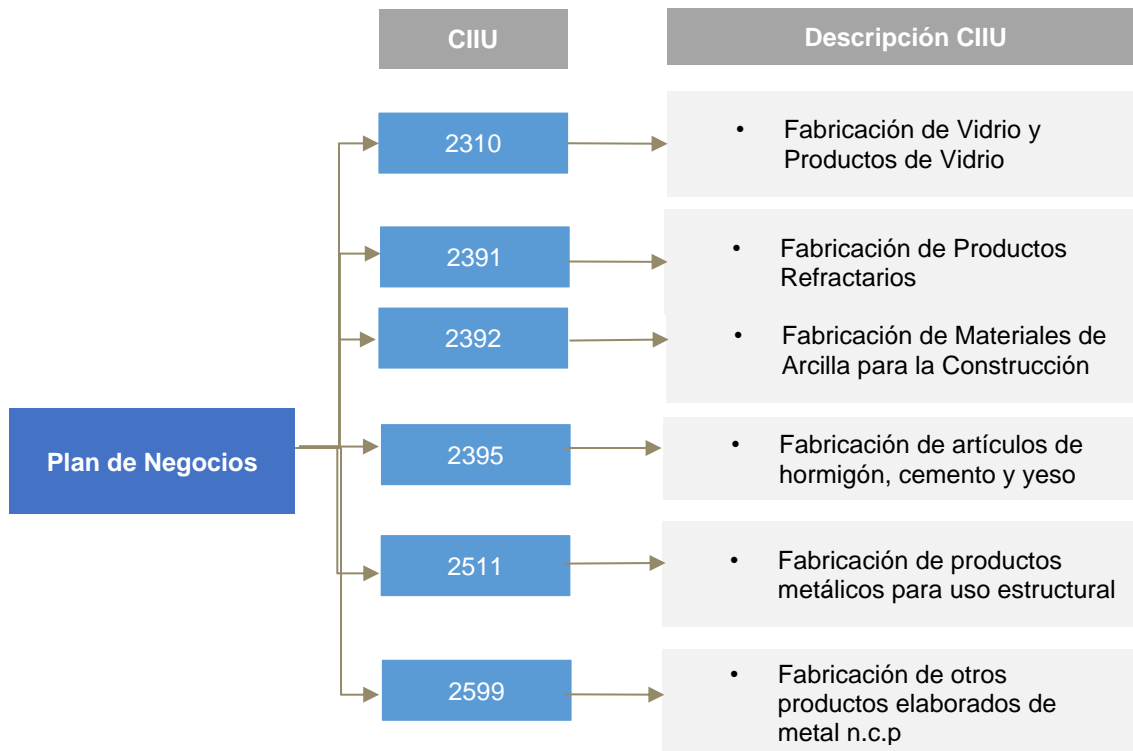 CIIU
Descripción CIIU
2310
• Fabricación de Vidrio y
Productos de Vidrio
2391
• Fabricación de Productos
Refractarios
2392
• Fabricación de Materiales de
Arcilla para la Construcción
Plan de Negocios
2395
• Fabricación de artículos de
hormigón, cemento y yeso
2511
• Fabricación de productos
metálicos para uso estructural
2599
• Fabricación de otros
productos elaborados de
metal n.c.p